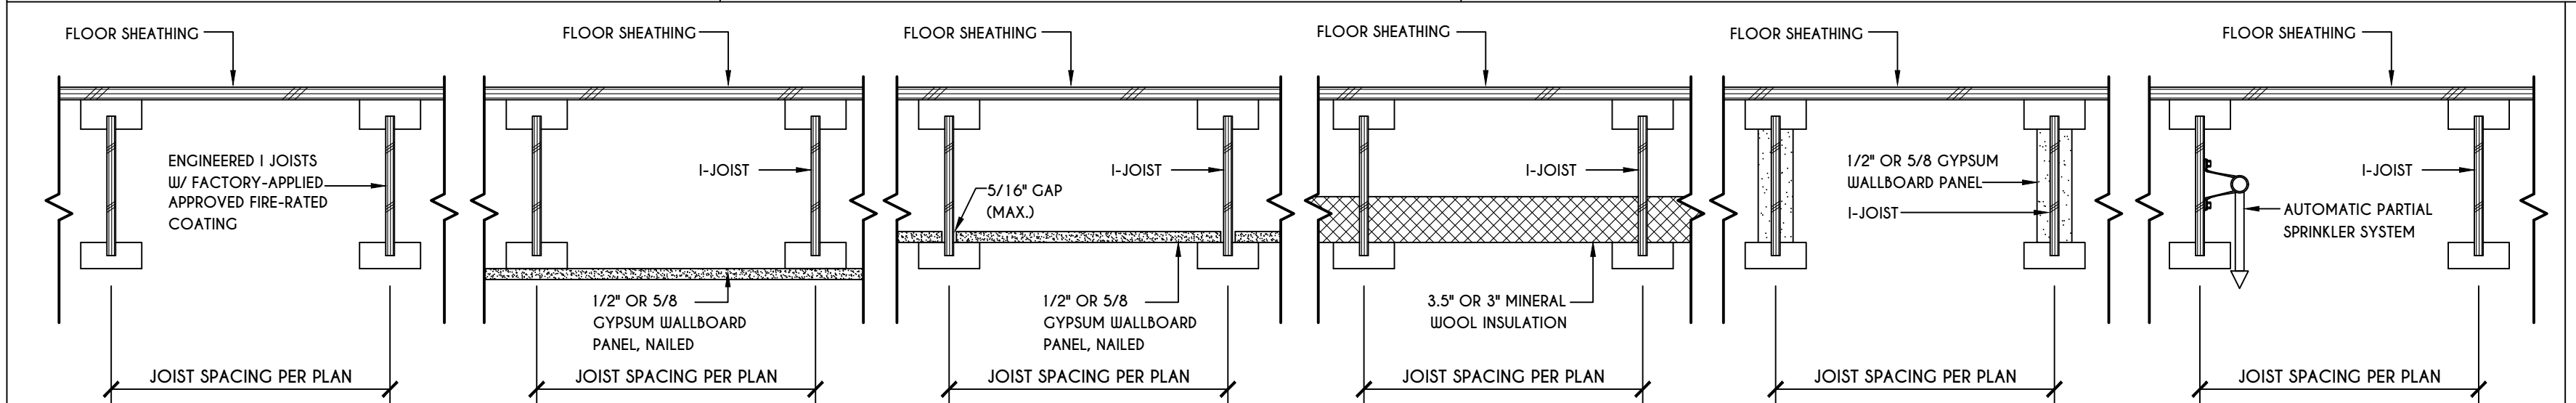 FLOOR SHEATHING
ENGINEERED I JOISTS
W/ FACTORY-APPLIED
APPROVED FIRE-RATED
COATING
JOIST SPACING PER PLAN
FLOOR SHEATHING
I-JOIST
1/2" OR 5/8
GYPSUM WALLBOARD
PANEL, NAILED
JOIST SPACING PER PLAN
FLOOR SHEATHING
I-JOIST
5/16" GAP
(MAX.)
1/2" OR 5/8
GYPSUM WALLBOARD
PANEL, NAILED
JOIST SPACING PER PLAN
FLOOR SHEATHING
I-JOIST
3.5" OR 3" MINERAL
WOOL INSULATION
JOIST SPACING PER PLAN
FLOOR SHEATHING
1/2" OR 5/8 GYPSUM
WALLBOARD PANEL
I-JOIST
JOIST SPACING PER PLAN
FLOOR SHEATHING
I-JOIST
AUTOMATIC PARTIAL
SPRINKLER SYSTEM
JOIST SPACING PER PLAN